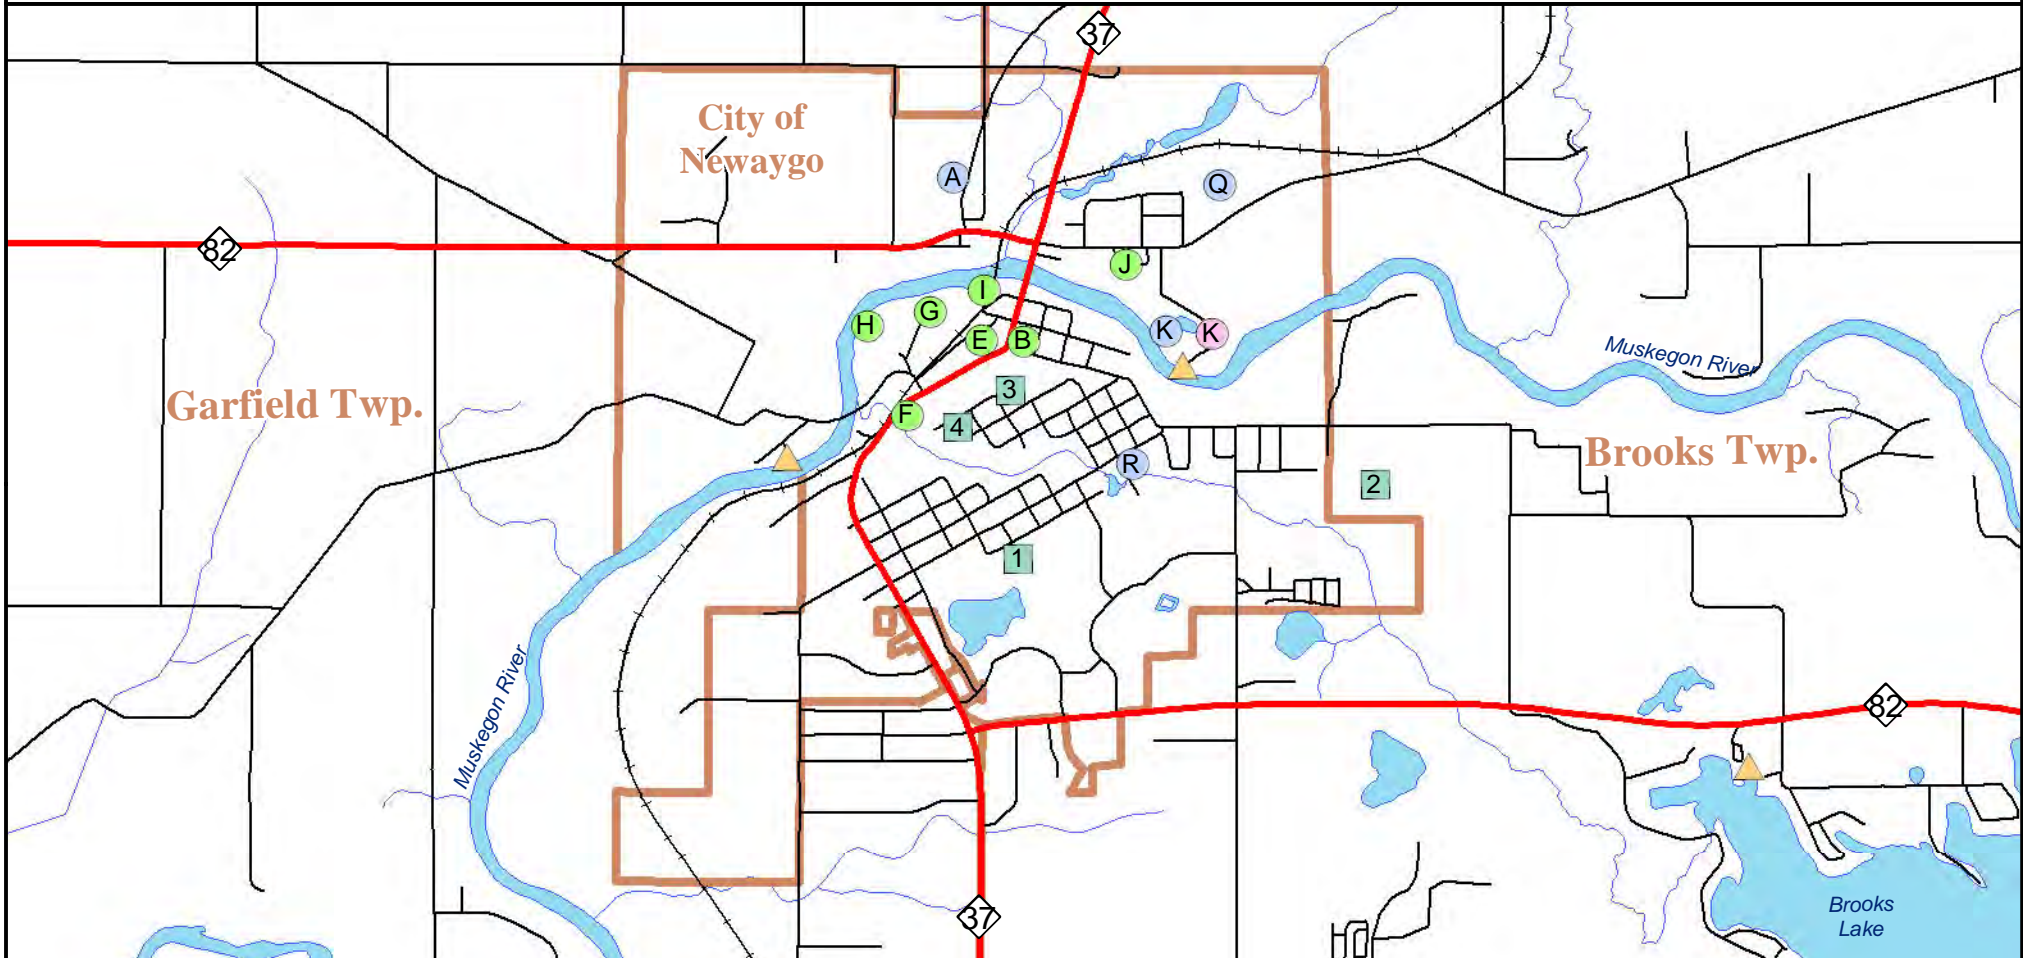 37
City of
Newaygo
A
Q
82
J
I
G
H
E
B
K
K
Muskegon River
3
Garfield Twp.
F
4
Brooks Twp.
R
2
1
Muskegon River
82
37
Brooks
Lake